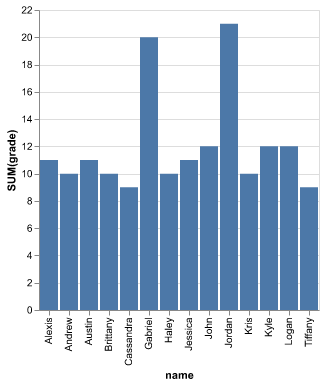 22
20
18
16
14
12
10
8
6
4
2
0
SUM(grade)
Alexis
Andrew
Austin
Brittany
Cassandra
Gabriel
Haley
Jessica
John
Jordan
Kris
Kyle
Logan
Tiffany
name